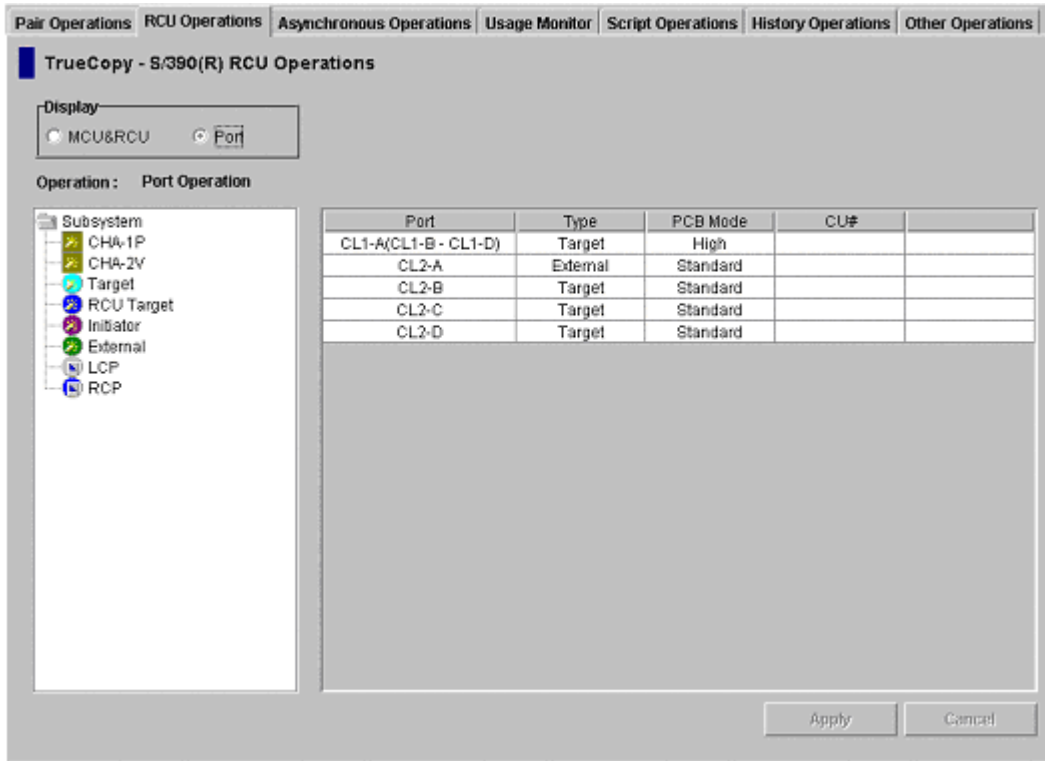 Pair Operations RCU Operations Asynchronous Operations Usage Monitor Script Operations History Operations Other Operations
TrueCopy - S/390(R) RCU Operations
Display
MCU&RCU Port
Operation : Port Operation
Subsystem
CHA-1P
CHA-2V
Target
RCU Target
Initiator
External
LCP
RCP
Port Type PCB Mode CU#
CL1-A(CL1-B - CL1-D) Target High
CL2-A External Standard
CL2-B Target Standard
CL2-C Target Standard
CL2-D Target Standard
Apply Cancel